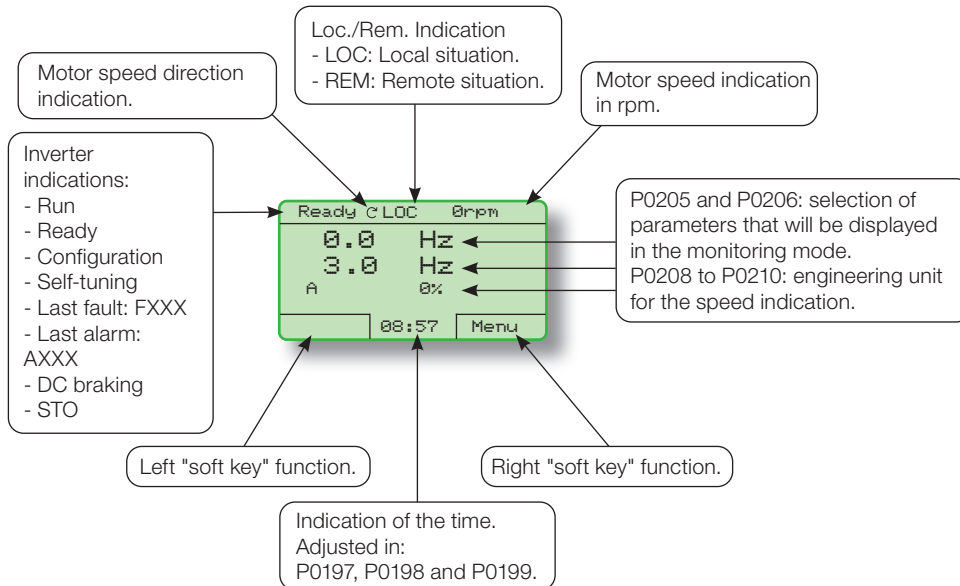 Loc./Rem. Indication
- LOC: Local situation.
- REM: Remote situation.
Motor speed direction
indication.
Motor speed indication
in rpm.
Inverter
indications:
- Run
- Ready
- Configuration
- Self-tuning
- Last fault: FXXX
- Last alarm:
AXXX
- DC braking
- STO
Ready LOC 0rpm
0.0 Hz
3.0 Hz
A 0%
08:57 Menu
P0205 and P0206: selection of
parameters that will be displayed
in the monitoring mode.
P0208 to P0210: engineering unit
for the speed indication.
Left "soft key" function.
Right "soft key" function.
Indication of the time.
Adjusted in:
P0197, P0198 and P0199.